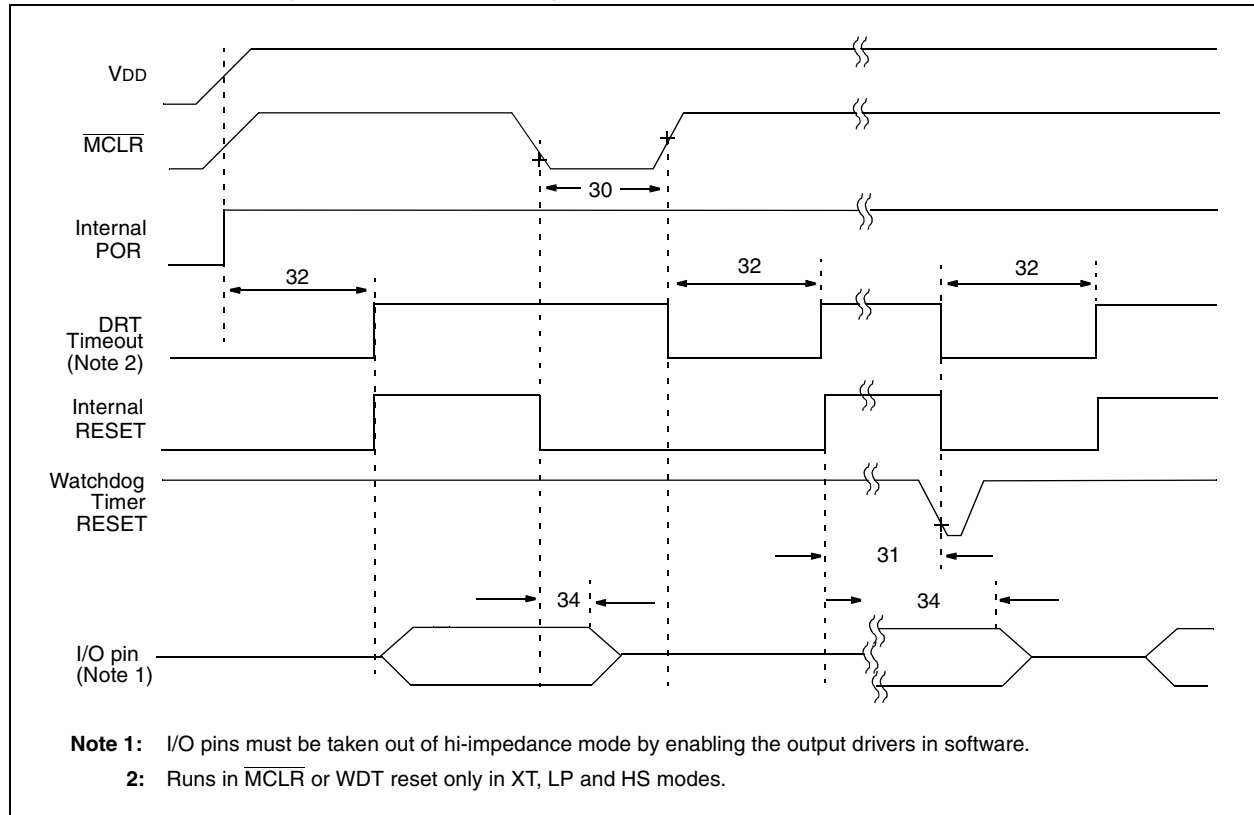 VDD
MCLR
30
Internal
POR
32
32
32
DRT
Timeout
(Note 2)
Internal
RESET
Watchdog
Timer
RESET
31
34
34
I/O pin
(Note 1)
Note 1: I/O pins must be taken out of hi-impedance mode by enabling the output drivers in software.
2: Runs in MCLR or WDT reset only in XT, LP and HS modes.